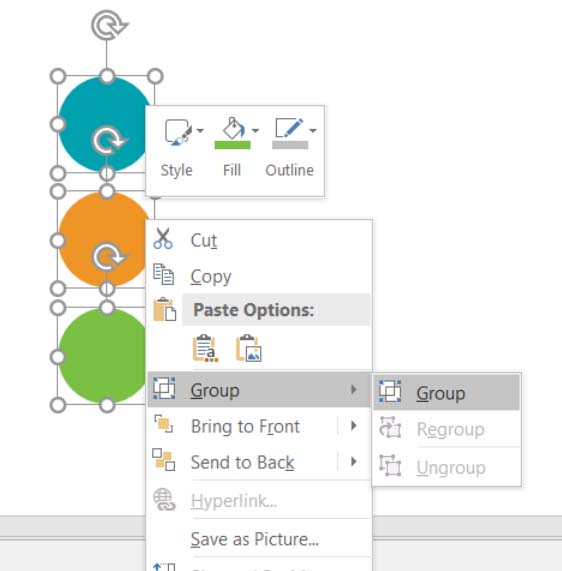 Style Fill Outline
Cut
Copy
Paste Options:
Group
Group
Bring to Front
Regroup
Send to Back
Ungroup
Hyperlink...
Save as Picture...